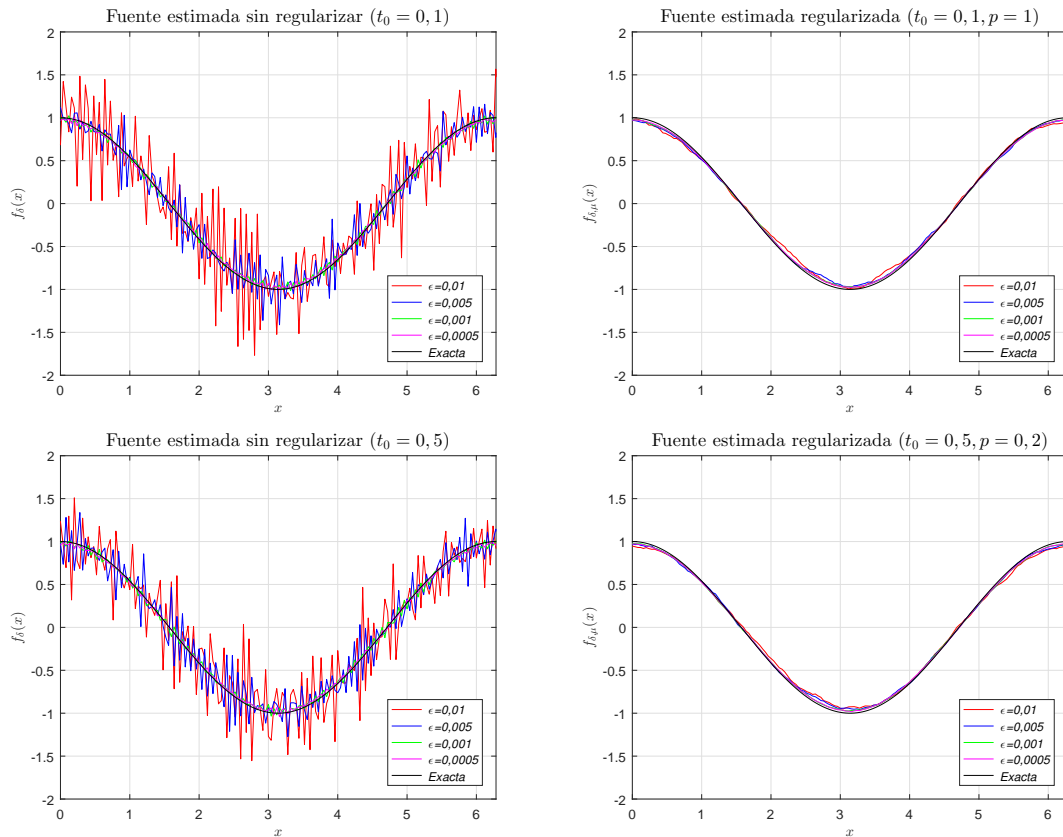 Fuente estimada sin regularizar (t₀ = 0, 1)
2
1.5
1
0.5
0
-0.5
-1
-1.5
-2
f_δ(x)
0 1 2 3 4 5 6
x
ϵ=0,01
ϵ=0,005
ϵ=0,001
ϵ=0,0005
Exacta
Fuente estimada regularizada (t₀ = 0, 1, p = 1)
2
1.5
1
0.5
0
-0.5
-1
-1.5
-2
f_δ,μ(x)
0 1 2 3 4 5 6
x
ϵ=0,01
ϵ=0,005
ϵ=0,001
ϵ=0,0005
Exacta
Fuente estimada sin regularizar (t₀ = 0, 5)
2
1.5
1
0.5
0
-0.5
-1
-1.5
-2
f_δ(x)
0 1 2 3 4 5 6
x
ϵ=0,01
ϵ=0,005
ϵ=0,001
ϵ=0,0005
Exacta
Fuente estimada regularizada (t₀ = 0, 5, p = 0, 2)
2
1.5
1
0.5
0
-0.5
-1
-1.5
-2
f_δ,μ(x)
0 1 2 3 4 5 6
x
ϵ=0,01
ϵ=0,005
ϵ=0,001
ϵ=0,0005
Exacta